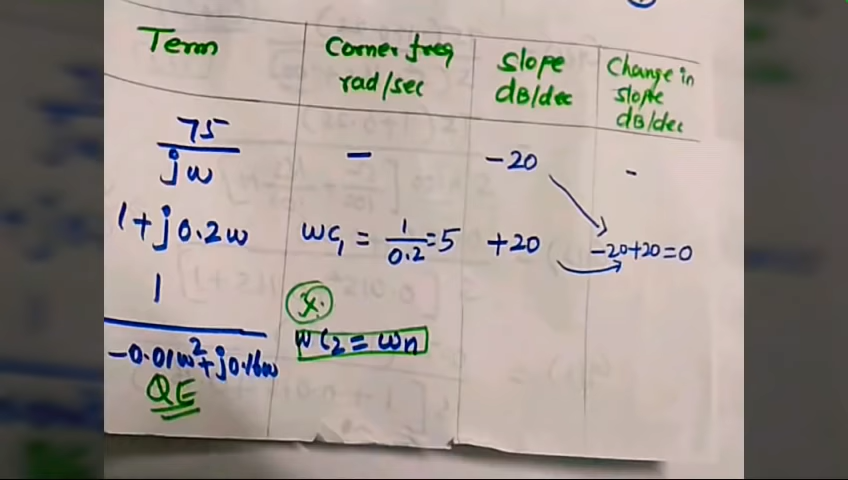 Term Corner freq rad/sec Slope dB/dec Change in slope dB/dec
75
jω - -20 -
1+j0.2ω ωc1 = 1/0.2 = 5 +20 -20+20=0
1
-0.01ω²+j0.16ω ωc2 = ωn
QE